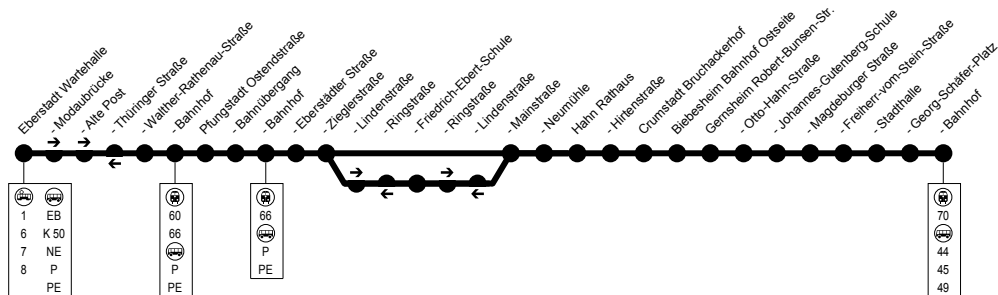 Eberstadt Wartehalle
- Modaubrücke
- Alte Post
- Thüringer Straße
- Walther-Rathenau-Straße
- Bahnhof
Pfungstadt Ostendstraße
- Bahnübergang
- Bahnhof
- Eberstädter Straße
- Zieglerstraße
- Lindenstraße
- Ringstraße
- Friedrich-Ebert-Schule
- Ringstraße
- Lindenstraße
- Mainstraße
- Neumühle
Hahn Rathaus
- Hirtenstraße
Crumstadt Bruchackerhof
Biebesheim Bahnhof Ostseite
Gernsheim Robert-Bunsen-Str.
- Otto-Hahn-Straße
- Johannes-Gutenberg-Schule
- Magdeburger Straße
- Freiherr-vom-Stein-Straße
- Stadthalle
- Georg-Schäfer-Platz
- Bahnhof
1 EB
6 K 50
7 NE
8 P
PE
60
66
P
PE
66
P
PE
70
44
45
49